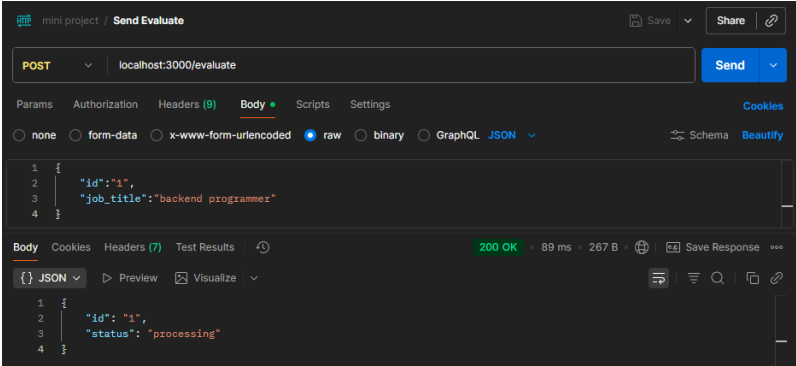 HTTP mini project / Send Evaluate Save Share
POST localhost:3000/evaluate Send
Params Authorization Headers (9) Body Scripts Settings Cookies
none form-data x-www-form-urlencoded raw binary GraphQL JSON Schema Beautify
1 {
2 "id":"1",
3 "job_title":"backend programmer"
4 }
Body Cookies Headers (7) Test Results 200 OK • 89 ms • 267 B • e.g. Save Response
{} JSON Preview Visualize
1 {
2 "id": "1",
3 "status": "processing"
4 }